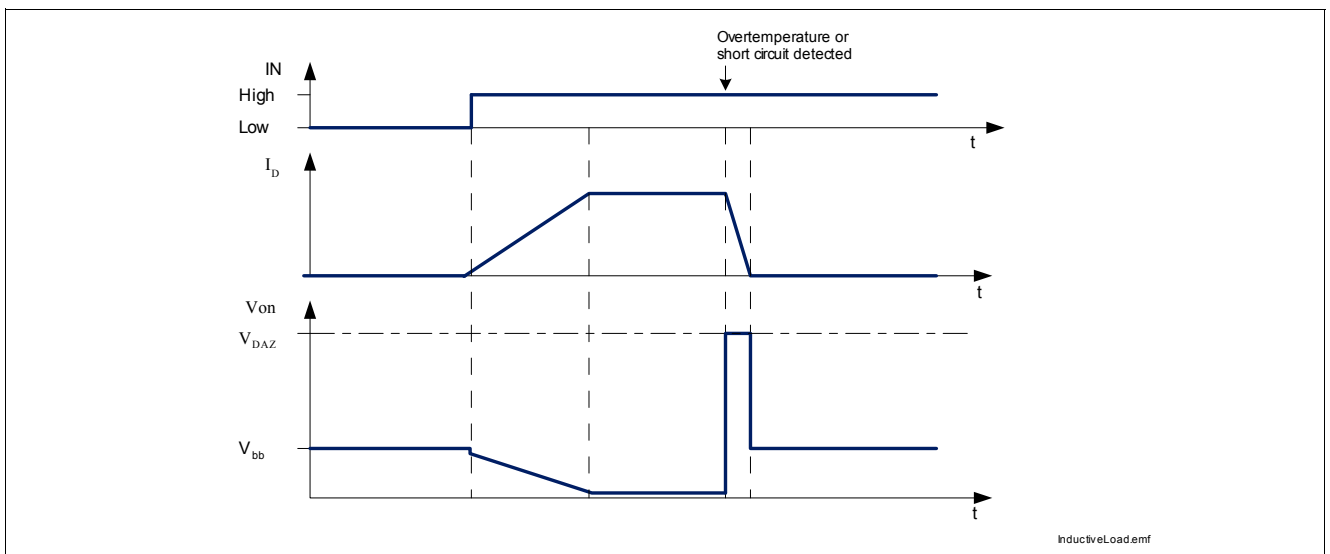 Overtemperature or
short circuit detected
IN
High
Low
t
I_D
t
Von
V_DAZ
V_bb
t
InductiveLoad.emf